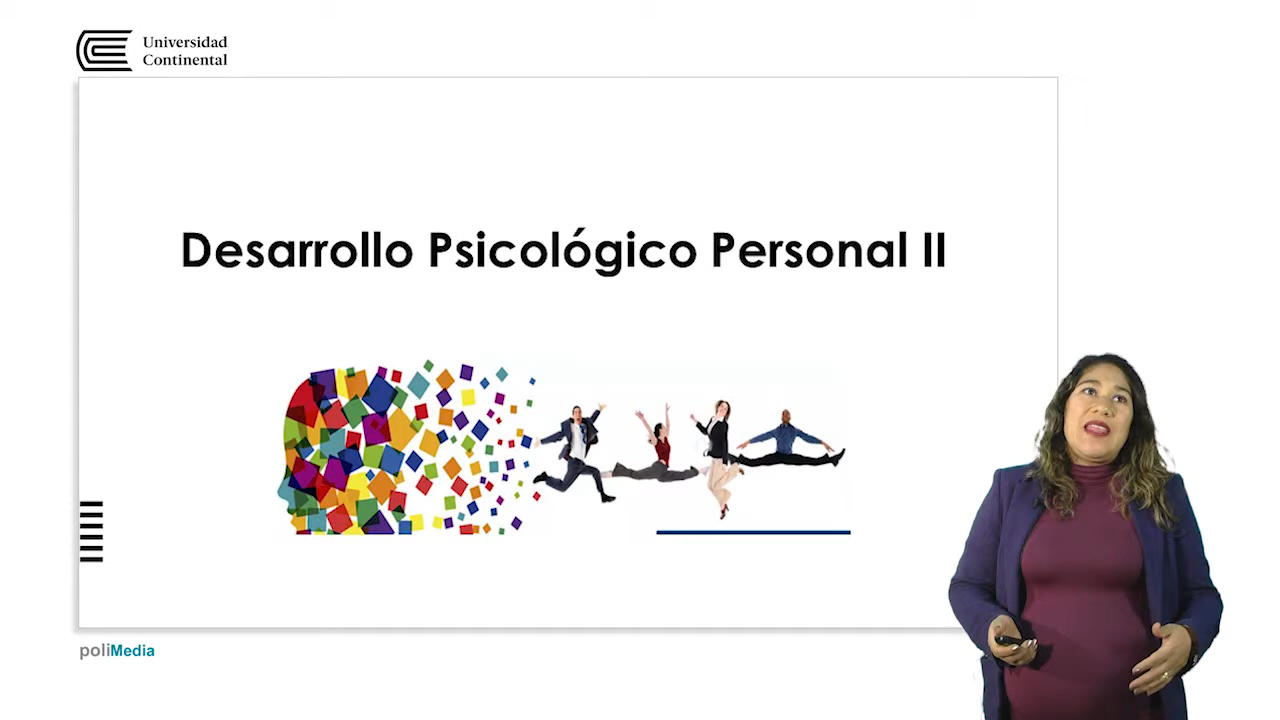 Universidad
Continental
Desarrollo Psicológico Personal II
poliMedia